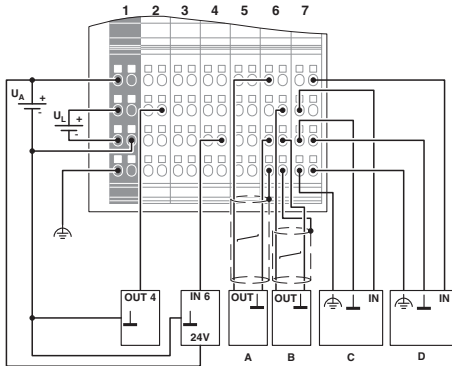 1 2 3 4 5 6 7
UA + -
UL + -
OUT 4
IN 6
24V
OUT
OUT
IN
IN
A B C D